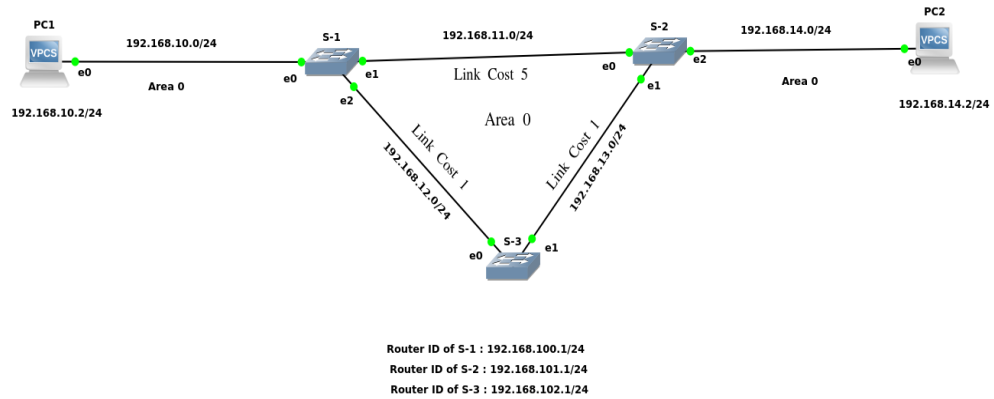 PC1
VPCS
e0
192.168.10.2/24
192.168.10.0/24
Area 0
S-1
e0
e1
e2
192.168.11.0/24
Link Cost 5
Area 0
S-2
e0
e1
e2
192.168.14.0/24
Area 0
PC2
VPCS
e0
192.168.14.2/24
Link Cost 1
192.168.12.0/24
Link Cost 1
192.168.13.0/24
S-3
e0
e1
Router ID of S-1 : 192.168.100.1/24
Router ID of S-2 : 192.168.101.1/24
Router ID of S-3 : 192.168.102.1/24